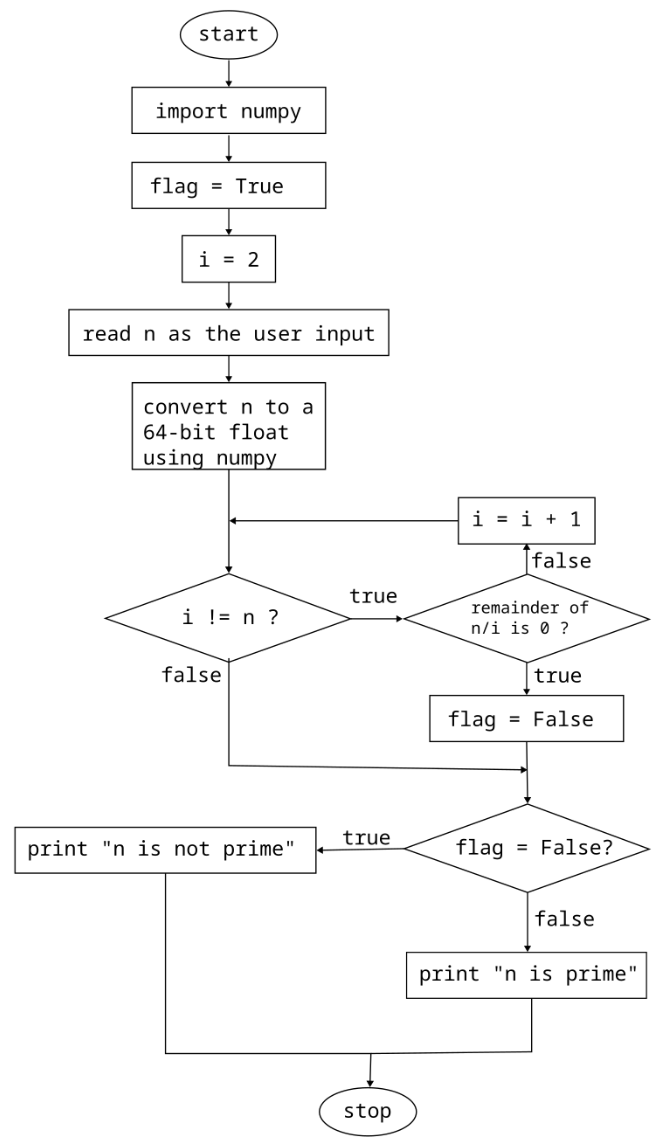 start
import numpy
flag = True
i = 2
read n as the user input
convert n to a
64-bit float
using numpy
i = i + 1
false
i != n ?
true
remainder of
n/i is 0 ?
false
true
flag = False
print "n is not prime"
true
flag = False?
false
print "n is prime"
stop